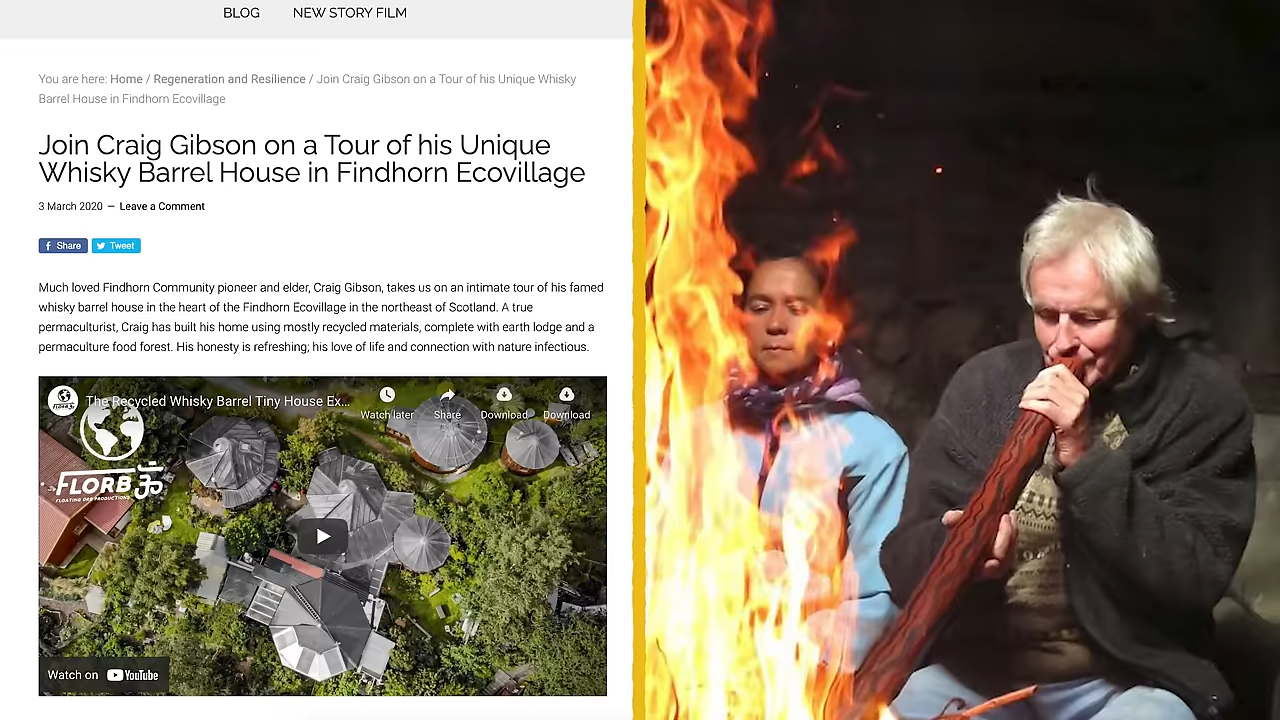 BLOG NEW STORY FILM
You are here: Home / Regeneration and Resilience / Join Craig Gibson on a Tour of his Unique Whisky
Barrel House in Findhorn Ecovillage
Join Craig Gibson on a Tour of his Unique
Whisky Barrel House in Findhorn Ecovillage
3 March 2020 — Leave a Comment
Share Tweet
Much loved Findhorn Community pioneer and elder, Craig Gibson, takes us on an intimate tour of his famed
whisky barrel house in the heart of the Findhorn Ecovillage in the northeast of Scotland. A true
permaculturist, Craig has built his home using mostly recycled materials, complete with earth lodge and a
permaculture food forest. His honesty is refreshing; his love of life and connection with nature infectious.
The Recycled Whisky Barrel Tiny House Ex...
Watch later Share Download Download
FLORB
FLOATING ORB PRODUCTIONS
Watch on YouTube